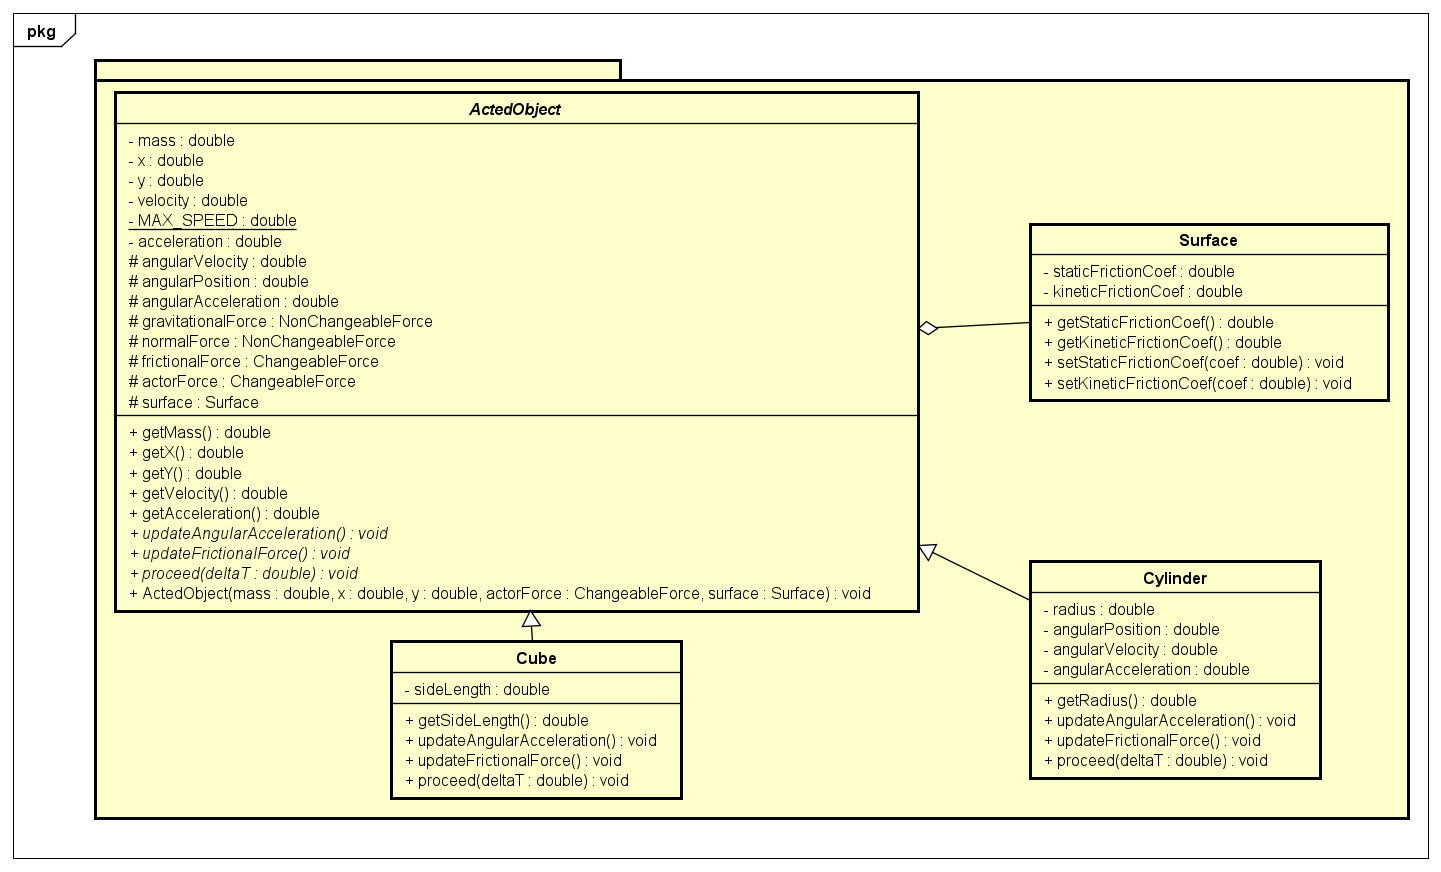 pkg
ActedObject
- mass : double
- x : double
- y : double
- velocity : double
- MAX_SPEED : double
- acceleration : double
# angularVelocity : double
# angularPosition : double
# angularAcceleration : double
# gravitationalForce : NonChangeableForce
# normalForce : NonChangeableForce
# frictionalForce : ChangeableForce
# actorForce : ChangeableForce
# surface : Surface
+ getMass() : double
+ getX() : double
+ getY() : double
+ getVelocity() : double
+ getAcceleration() : double
+ updateAngularAcceleration() : void
+ updateFrictionalForce() : void
+ proceed(deltaT : double) : void
+ ActedObject(mass : double, x : double, y : double, actorForce : ChangeableForce, surface : Surface) : void
Surface
- staticFrictionCoef : double
- kineticFrictionCoef : double
+ getStaticFrictionCoef() : double
+ getKineticFrictionCoef() : double
+ setStaticFrictionCoef(coef : double) : void
+ setKineticFrictionCoef(coef : double) : void
Cube
- sideLength : double
+ getSideLength() : double
+ updateAngularAcceleration() : void
+ updateFrictionalForce() : void
+ proceed(deltaT : double) : void
Cylinder
- radius : double
- angularPosition : double
- angularVelocity : double
- angularAcceleration : double
+ getRadius() : double
+ updateAngularAcceleration() : void
+ updateFrictionalForce() : void
+ proceed(deltaT : double) : void